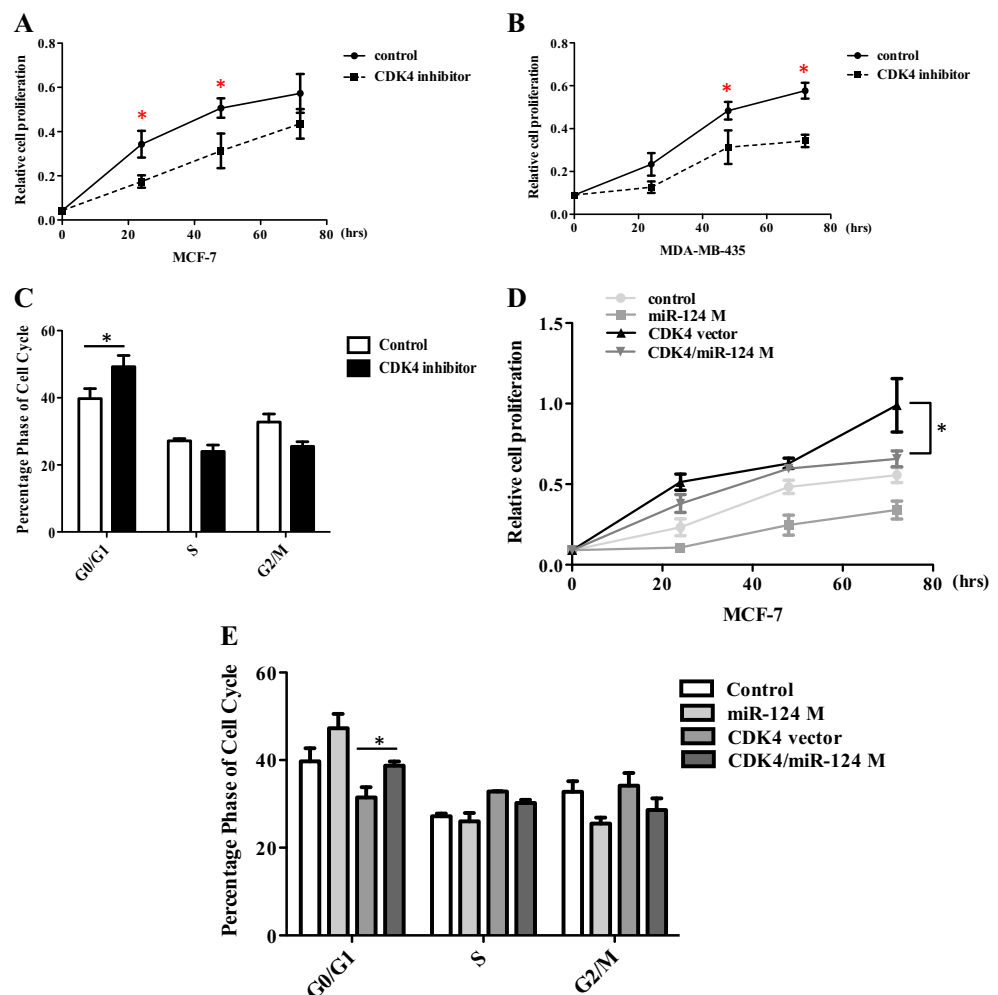 A
Relative cell proliferation
0.8
0.6
0.4
0.2
0.0
*
*
control
CDK4 inhibitor
0
20
40
60
80
(hrs)
MCF-7
B
Relative cell proliferation
0.8
0.6
0.4
0.2
0.0
*
*
control
CDK4 inhibitor
0
20
40
60
80
(hrs)
MDA-MB-435
C
Percentage Phase of Cell Cycle
60
40
20
0
*
Control
CDK4 inhibitor
G0/G1
S
G2/M
D
Relative cell proliferation
control
miR-124 M
CDK4 vector
CDK4/miR-124 M
1.5
1.0
0.5
0.0
*
0
20
40
60
80
(hrs)
MCF-7
E
Percentage Phase of Cell Cycle
60
40
20
0
*
Control
miR-124 M
CDK4 vector
CDK4/miR-124 M
G0/G1
S
G2/M